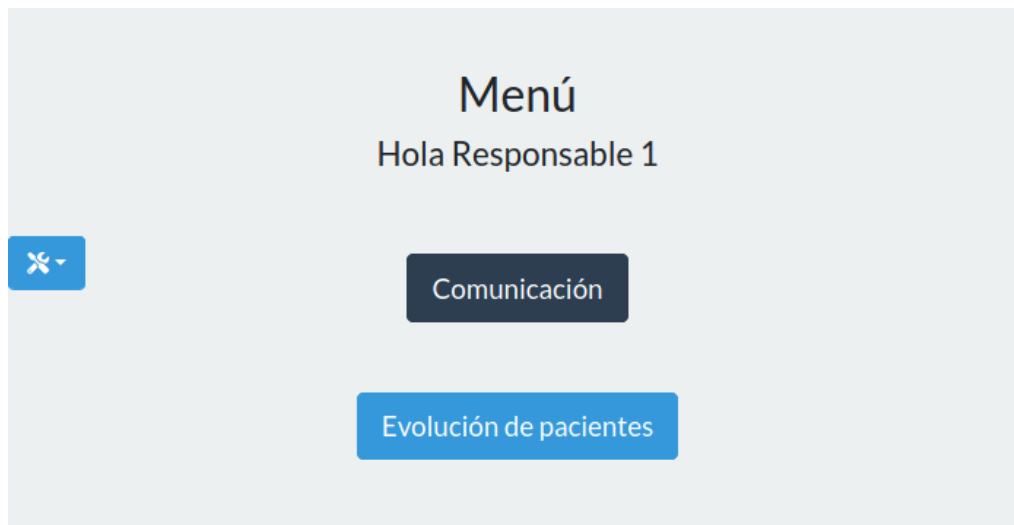 Menú
Hola Responsable 1
Comunicación
Evolución de pacientes